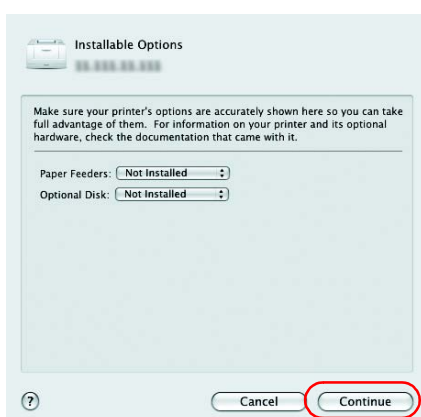 Installable Options
Make sure your printer's options are accurately shown here so you can take
full advantage of them. For information on your printer and its optional
hardware, check the documentation that came with it.
Paper Feeders: Not Installed
Optional Disk: Not Installed
? Cancel Continue